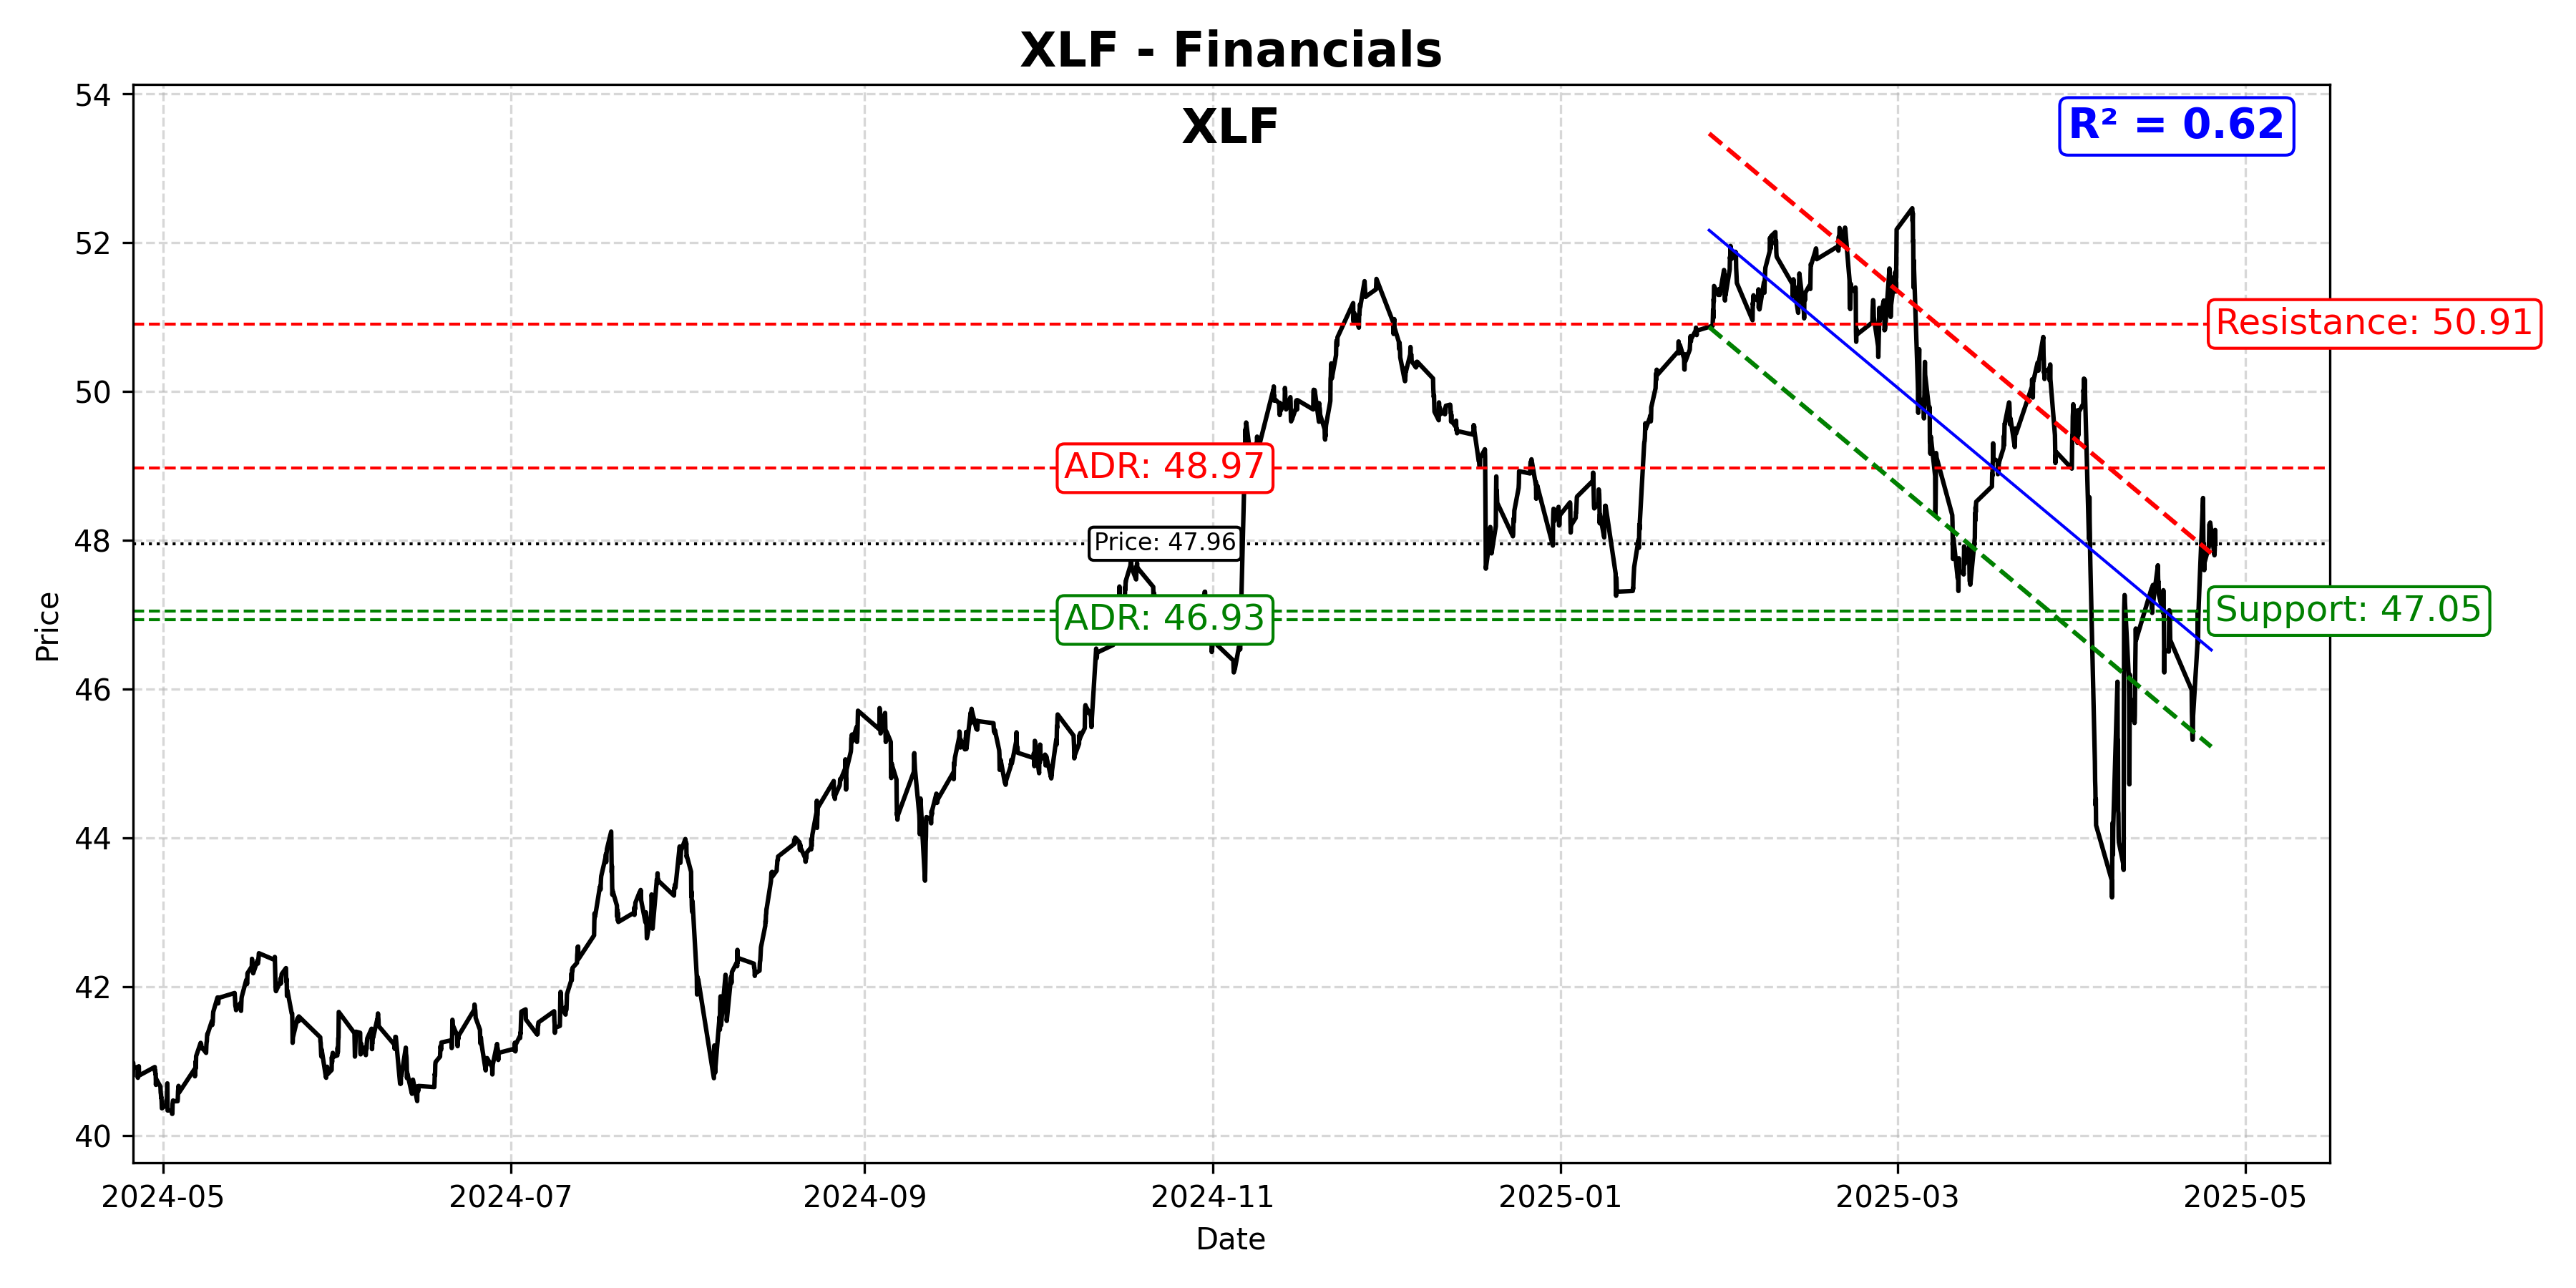 XLF - Financials
XLF
R² = 0.62
54
52
50
48
46
44
42
40
Price
Resistance: 50.91
ADR: 48.97
Price: 47.96
ADR: 46.93
Support: 47.05
2024-05
2024-07
2024-09
2024-11
2025-01
2025-03
2025-05
Date